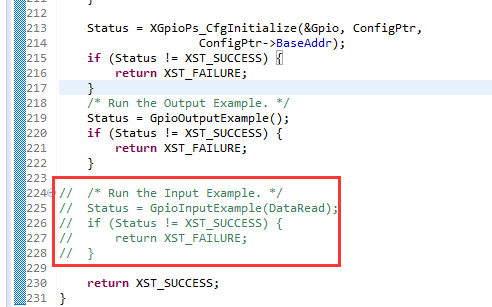 211
212
213 Status = XGpioPs_CfgInitialize(&Gpio, ConfigPtr,
214 ConfigPtr->BaseAddr);
215 if (Status != XST_SUCCESS) {
216 return XST_FAILURE;
217 }
218 /* Run the Output Example. */
219 Status = GpioOutputExample();
220 if (Status != XST_SUCCESS) {
221 return XST_FAILURE;
222 }
223
224 // /* Run the Input Example. */
225 // Status = GpioInputExample(DataRead);
226 // if (Status != XST_SUCCESS) {
227 // return XST_FAILURE;
228 // }
229
230 return XST_SUCCESS;
231 }